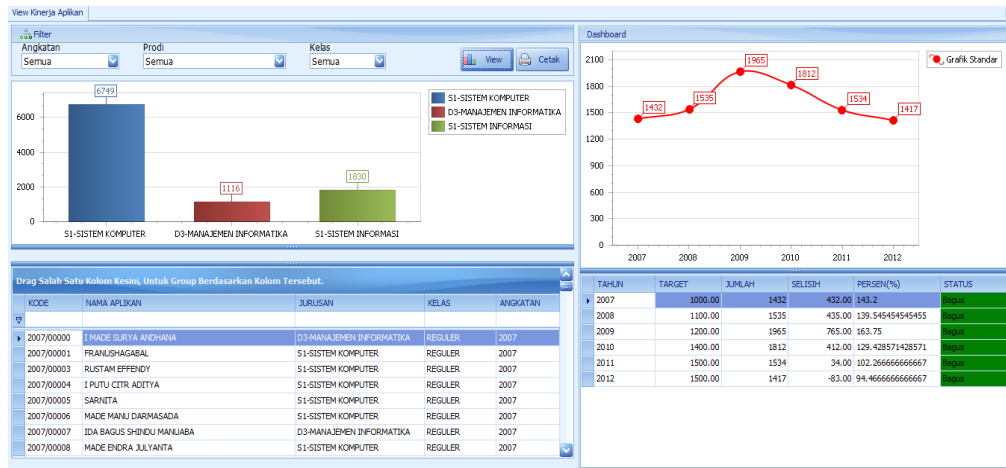 View Kinerja Aplikan
Filter
Angkatan Prodi Kelas
Semua Semua Semua View Cetak
6749
1116
1830
6000
4000
2000
0
S1-SISTEM KOMPUTER D3-MANAJEMEN INFORMATIKA S1-SISTEM INFORMASI
S1-SISTEM KOMPUTER
D3-MANAJEMEN INFORMATIKA
S1-SISTEM INFORMASI
Drag Salah Satu Kolom Kesini, Untuk Group Berdasarkan Kolom Tersebut.
KODE NAMA APLIKAN JURUSAN KELAS ANGKATAN
2007/00000 I MADE SURYA ANDHANA D3-MANAJEMEN INFORMATIKA REGULER 2007
2007/00001 FRANUSHAGABAL S1-SISTEM KOMPUTER REGULER 2007
2007/00003 RUSTAM EFFENDY S1-SISTEM KOMPUTER REGULER 2007
2007/00004 I PUTU CITR ADITYA S1-SISTEM KOMPUTER REGULER 2007
2007/00005 SARNITA S1-SISTEM KOMPUTER REGULER 2007
2007/00006 MADE MANU DARMASADA S1-SISTEM KOMPUTER REGULER 2007
2007/00007 IDA BAGUS SHINDU MANUABA D3-MANAJEMEN INFORMATIKA REGULER 2007
2007/00008 MADE ENDRA JULYANTA S1-SISTEM KOMPUTER REGULER 2007
Dashboard
2100
1800
1500
1200
900
600
300
0
1432 1535 1965 1812 1534 1417
2007 2008 2009 2010 2011 2012
Grafik Standar
TAHUN TARGET JUMLAH SELISIH PERSEN(%) STATUS
2007 1000.00 1432 432.00 143.2 Bagus
2008 1100.00 1535 435.00 139.545454545455 Bagus
2009 1200.00 1965 765.00 163.75 Bagus
2010 1400.00 1812 412.00 129.428571428571 Bagus
2011 1500.00 1534 34.00 102.266666666667 Bagus
2012 1500.00 1417 -83.00 94.4666666666667 Bagus